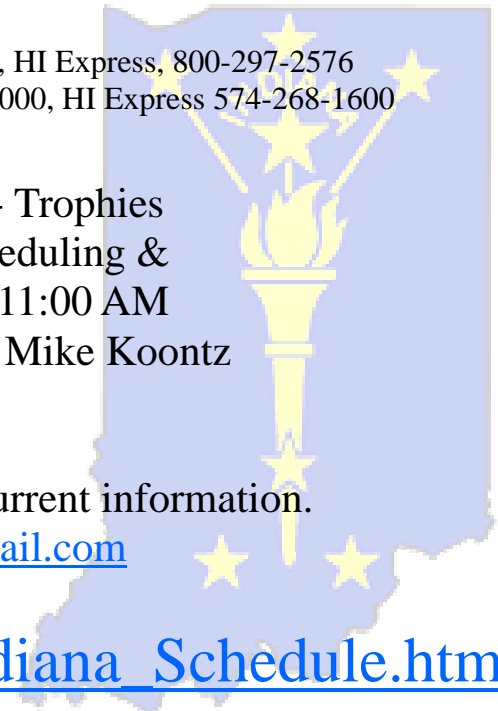 , HI Express, 800-297-2576
000, HI Express 574-268-1600
INDIANA
- Trophies
eduling &
11:00 AM
Mike Koontz
urrent information.
ail.com
diana_Schedule.htm